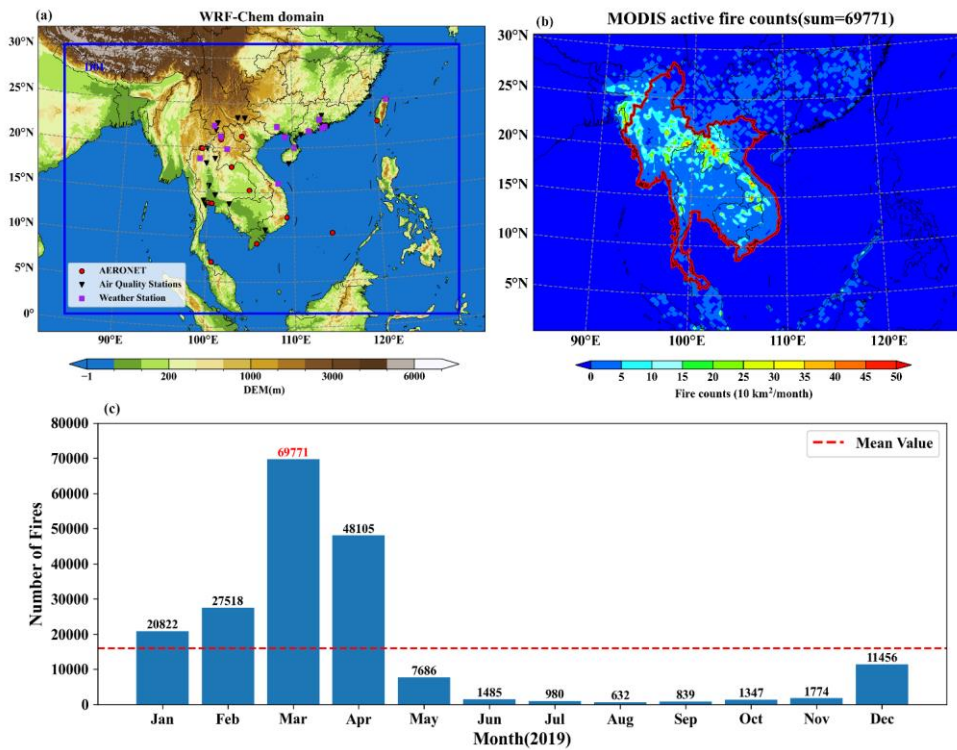 (a)
WRF-Chem domain
30°N
25°N
20°N
15°N
10°N
5°N
0°
D01
AERONET
Air Quality Stations
Weather Station
90°E
100°E
110°E
120°E
−1
200
1000
3000
6000
DEM(m)
(b)
MODIS active fire counts(sum=69771)
30°N
25°N
20°N
15°N
10°N
5°N
90°E
100°E
110°E
120°E
0 5 10 15 20 25 30 35 40 45 50
Fire counts (10 km²/month)
(c)
Mean Value
Number of Fires
80000
70000
60000
50000
40000
30000
20000
10000
0
20822
27518
69771
48105
7686
1485
980
632
839
1347
1774
11456
Jan Feb Mar Apr May Jun Jul Aug Sep Oct Nov Dec
Month(2019)